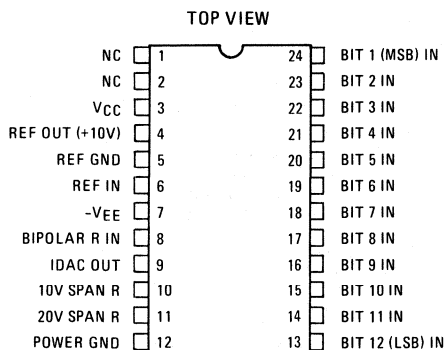 TOP VIEW
NC 1 24 BIT 1 (MSB) IN
NC 2 23 BIT 2 IN
VCC 3 22 BIT 3 IN
REF OUT (+10V) 4 21 BIT 4 IN
REF GND 5 20 BIT 5 IN
REF IN 6 19 BIT 6 IN
-VEE 7 18 BIT 7 IN
BIPOLAR R IN 8 17 BIT 8 IN
IDAC OUT 9 16 BIT 9 IN
10V SPAN R 10 15 BIT 10 IN
20V SPAN R 11 14 BIT 11 IN
POWER GND 12 13 BIT 12 (LSB) IN